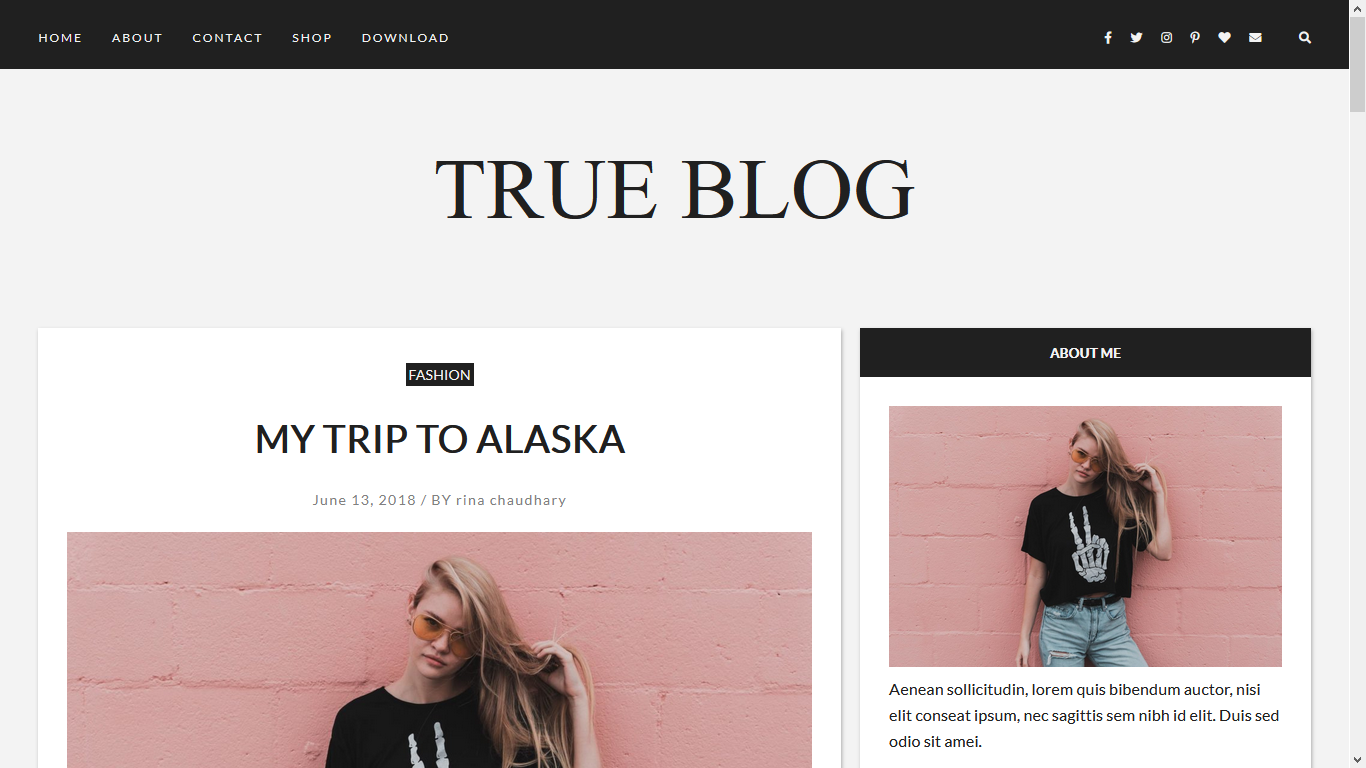 HOME ABOUT CONTACT SHOP DOWNLOAD
TRUE BLOG
FASHION
MY TRIP TO ALASKA
June 13, 2018 / BY rina chaudhary
ABOUT ME
Aenean sollicitudin, lorem quis bibendum auctor, nisi
elit conseat ipsum, nec sagittis sem nibh id elit. Duis sed
odio sit amei.